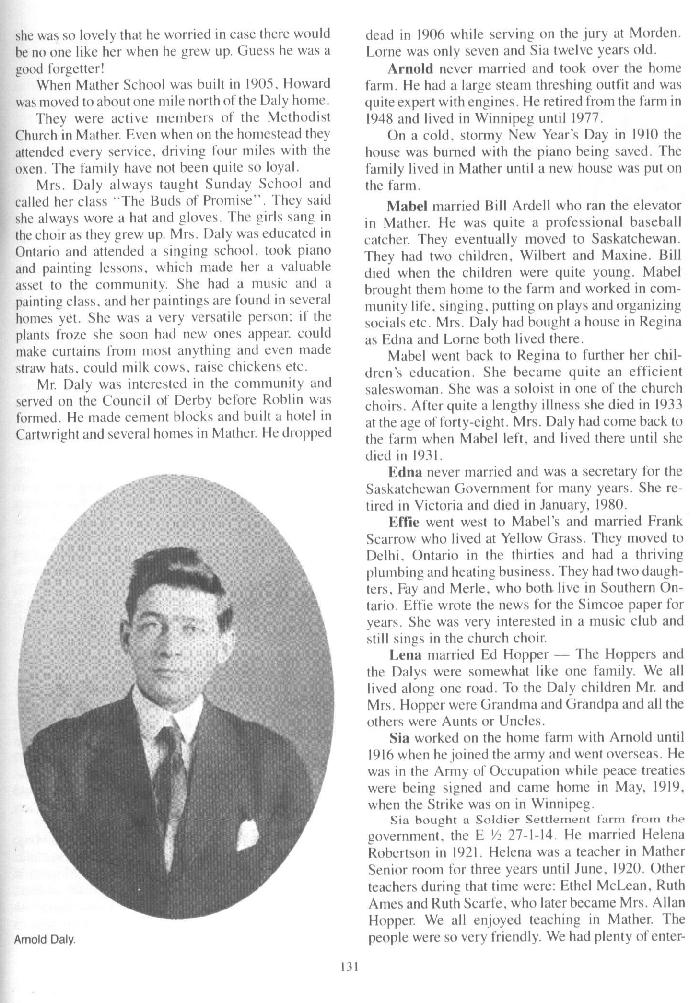 she was so lovely that he worried in case there would
be no one like her when he grew up. Guess he was a
good forgetter!
When Mather School was built in 1905, Howard
was moved to about one mile north of the Daly home.
They were active members of the Methodist
Church in Mather. Even when on the homestead they
attended every service, driving four miles with the
oxen. The family have not been quite so loyal.
Mrs. Daly always taught Sunday School and
called her class "The Buds of Promise". They said
she always wore a hat and gloves. The girls sang in
the choir as they grew up. Mrs. Daly was educated in
Ontario and attended a singing school, took piano
and painting lessons, which made her a valuable
asset to the community. She had a music and a
painting class, and her paintings are found in several
homes yet. She was a very versatile person; if the
plants froze she soon had new ones appear, could
make curtains from most anything and even made
straw hats, could milk cows, raise chickens etc.
Mr. Daly was interested in the community and
served on the Council of Derby before Roblin was
formed. He made cement blocks and built a hotel in
Cartwright and several homes in Mather. He dropped
Arnold Daly.
dead in 1906 while serving on the jury at Morden.
Lorne was only seven and Sia twelve years old.
Arnold never married and took over the home
farm. He had a large steam threshing outfit and was
quite expert with engines. He retired from the farm in
1948 and lived in Winnipeg until 1977.
On a cold, stormy New Year's Day in 1910 the
house was burned with the piano being saved. The
family lived in Mather until a new house was put on
the farm.
Mabel married Bill Ardell who ran the elevator
in Mather. He was quite a professional baseball
catcher. They eventually moved to Saskatchewan.
They had two children, Wilbert and Maxine. Bill
died when the children were quite young. Mabel
brought them home to the farm and worked in com-
munity life, singing, putting on plays and organizing
socials etc. Mrs. Daly had bought a house in Regina
as Edna and Lorne both lived there.
Mabel went back to Regina to further her chil-
dren's education. She became quite an efficient
saleswoman. She was a soloist in one of the church
choirs. After quite a lengthy illness she died in 1933
at the age of forty-eight. Mrs. Daly had come back to
the farm when Mabel left, and lived there until she
died in 1931.
Edna never married and was a secretary for the
Saskatchewan Government for many years. She re-
tired in Victoria and died in January, 1980.
Effie went west to Mabel's and married Frank
Scarrow who lived at Yellow Grass. They moved to
Delhi, Ontario in the thirties and had a thriving
plumbing and heating business. They had two daugh-
ters, Fay and Merle, who both live in Southern On-
tario. Effie wrote the news for the Simcoe paper for
years. She was very interested in a music club and
still sings in the church choir.
Lena married Ed Hopper — The Hoppers and
the Dalys were somewhat like one family. We all
lived along one road. To the Daly children Mr. and
Mrs. Hopper were Grandma and Grandpa and all the
others were Aunts or Uncles.
Sia worked on the home farm with Arnold until
1916 when he joined the army and went overseas. He
was in the Army of Occupation while peace treaties
were being signed and came home in May, 1919,
when the Strike was on in Winnipeg.
Sia bought a Soldier Settlement farm from the
government, the E ½ 27-1-14. He married Helena
Robertson in 1921. Helena was a teacher in Mather
Senior room for three years until June, 1920. Other
teachers during that time were: Ethel McLean, Ruth
Ames and Ruth Scarfe, who later became Mrs. Allan
Hopper. We all enjoyed teaching in Mather. The
people were so very friendly. We had plenty of enter-
131